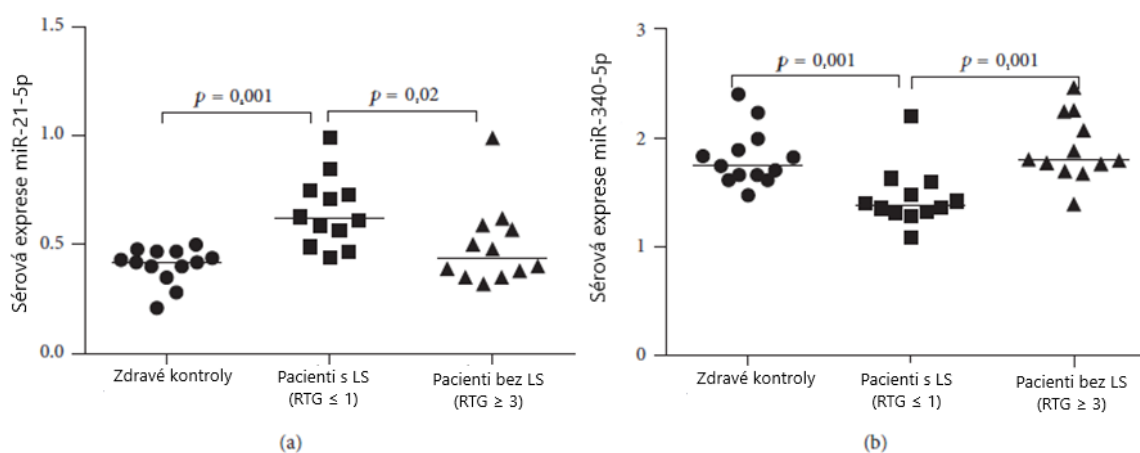 1.5
1.0
0.5
0.0
Sérová exprese miR-21-5p
p = 0,001
p = 0,02
Zdravé kontroly
Pacienti s LS
(RTG ≤ 1)
Pacienti bez LS
(RTG ≥ 3)
(a)
3
2
1
0
Sérová exprese miR-340-5p
p = 0,001
p = 0,001
Zdravé kontroly
Pacienti s LS
(RTG ≤ 1)
Pacienti bez LS
(RTG ≥ 3)
(b)